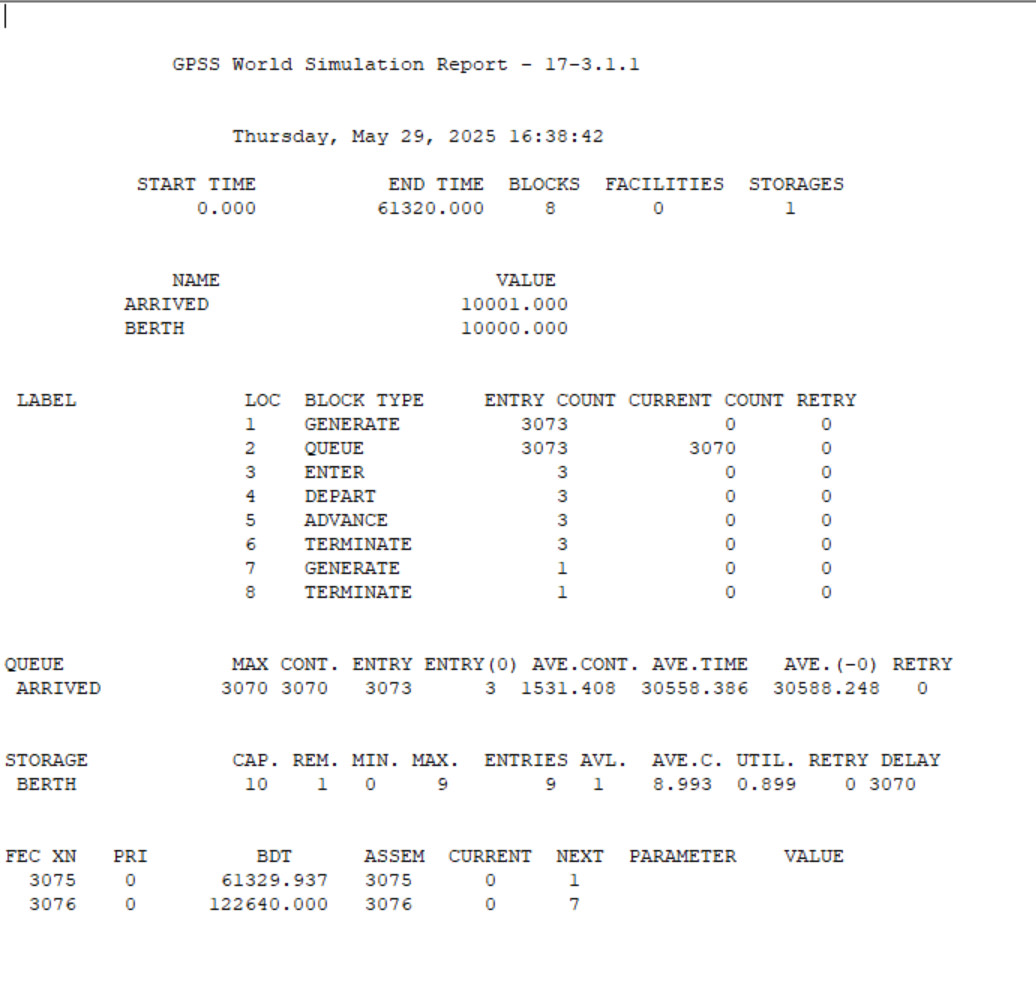 GPSS World Simulation Report - 17-3.1.1
Thursday, May 29, 2025 16:38:42
START TIME END TIME BLOCKS FACILITIES STORAGES
0.000 61320.000 8 0 1
NAME VALUE
ARRIVED 10001.000
BERTH 10000.000
LABEL LOC BLOCK TYPE ENTRY COUNT CURRENT COUNT RETRY
1 GENERATE 3073 0 0
2 QUEUE 3073 3070 0
3 ENTER 3 0 0
4 DEPART 3 0 0
5 ADVANCE 3 0 0
6 TERMINATE 3 0 0
7 GENERATE 1 0 0
8 TERMINATE 1 0 0
QUEUE MAX CONT. ENTRY ENTRY(0) AVE.CONT. AVE.TIME AVE.(-0) RETRY
ARRIVED 3070 3070 3073 3 1531.408 30558.386 30588.248 0
STORAGE CAP. REM. MIN. MAX. ENTRIES AVL. AVE.C. UTIL. RETRY DELAY
BERTH 10 1 0 9 9 1 8.993 0.899 0 3070
FEC XN PRI BDT ASSEM CURRENT NEXT PARAMETER VALUE
3075 0 61329.937 3075 0 1
3076 0 122640.000 3076 0 7